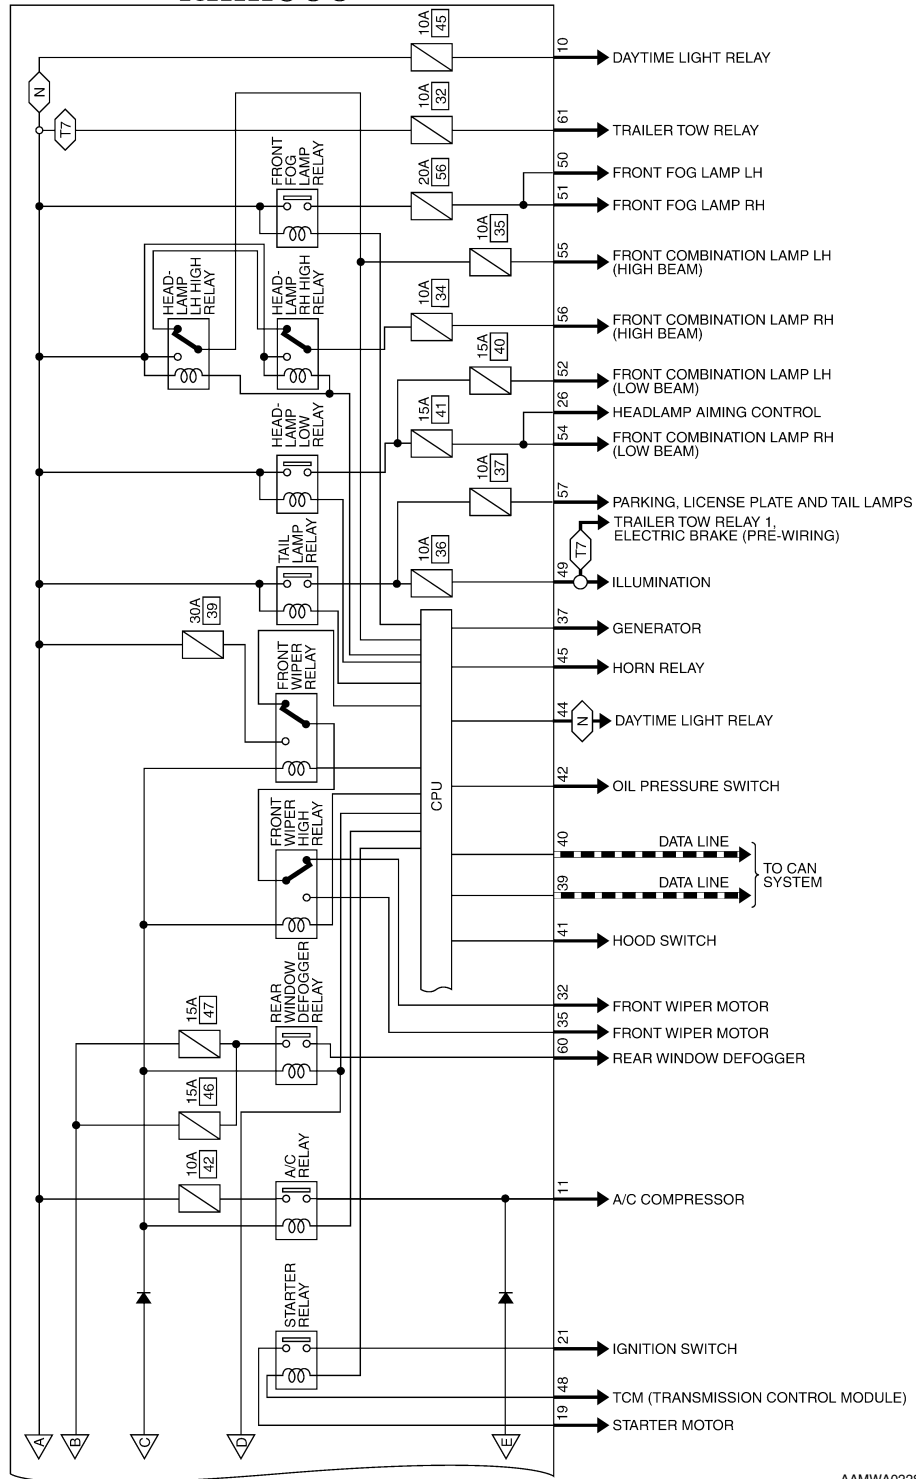 10A
45
10
DAYTIME LIGHT RELAY
N
10A
32
61
T7
TRAILER TOW RELAY
FRONT
FOG
LAMP
RELAY
20A
56
50
FRONT FOG LAMP LH
51
FRONT FOG LAMP RH
10A
35
55
FRONT COMBINATION LAMP LH
(HIGH BEAM)
HEAD-
LAMP
LH HIGH
RELAY
HEAD-
LAMP
RH HIGH
RELAY
10A
34
56
FRONT COMBINATION LAMP RH
(HIGH BEAM)
15A
40
52
FRONT COMBINATION LAMP LH
(LOW BEAM)
HEAD-
LAMP
LOW
RELAY
15A
41
26
HEADLAMP AIMING CONTROL
54
FRONT COMBINATION LAMP RH
(LOW BEAM)
10A
37
57
PARKING, LICENSE PLATE AND TAIL LAMPS
TRAILER TOW RELAY 1,
ELECTRIC BRAKE (PRE-WIRING)
T7
TAIL
LAMP
RELAY
10A
36
49
ILLUMINATION
30A
39
37
GENERATOR
FRONT
WIPER
RELAY
45
HORN RELAY
44
N
DAYTIME LIGHT RELAY
CPU
42
OIL PRESSURE SWITCH
FRONT
WIPER
HIGH
RELAY
40
DATA LINE
39
DATA LINE
TO CAN
SYSTEM
41
HOOD SWITCH
REAR
WINDOW
DEFOGGER
RELAY
32
FRONT WIPER MOTOR
15A
47
35
FRONT WIPER MOTOR
60
REAR WINDOW DEFOGGER
15A
46
10A
42
A/C
RELAY
11
A/C COMPRESSOR
STARTER
RELAY
21
IGNITION SWITCH
48
TCM (TRANSMISSION CONTROL MODULE)
19
STARTER MOTOR
A
B
C
D
E